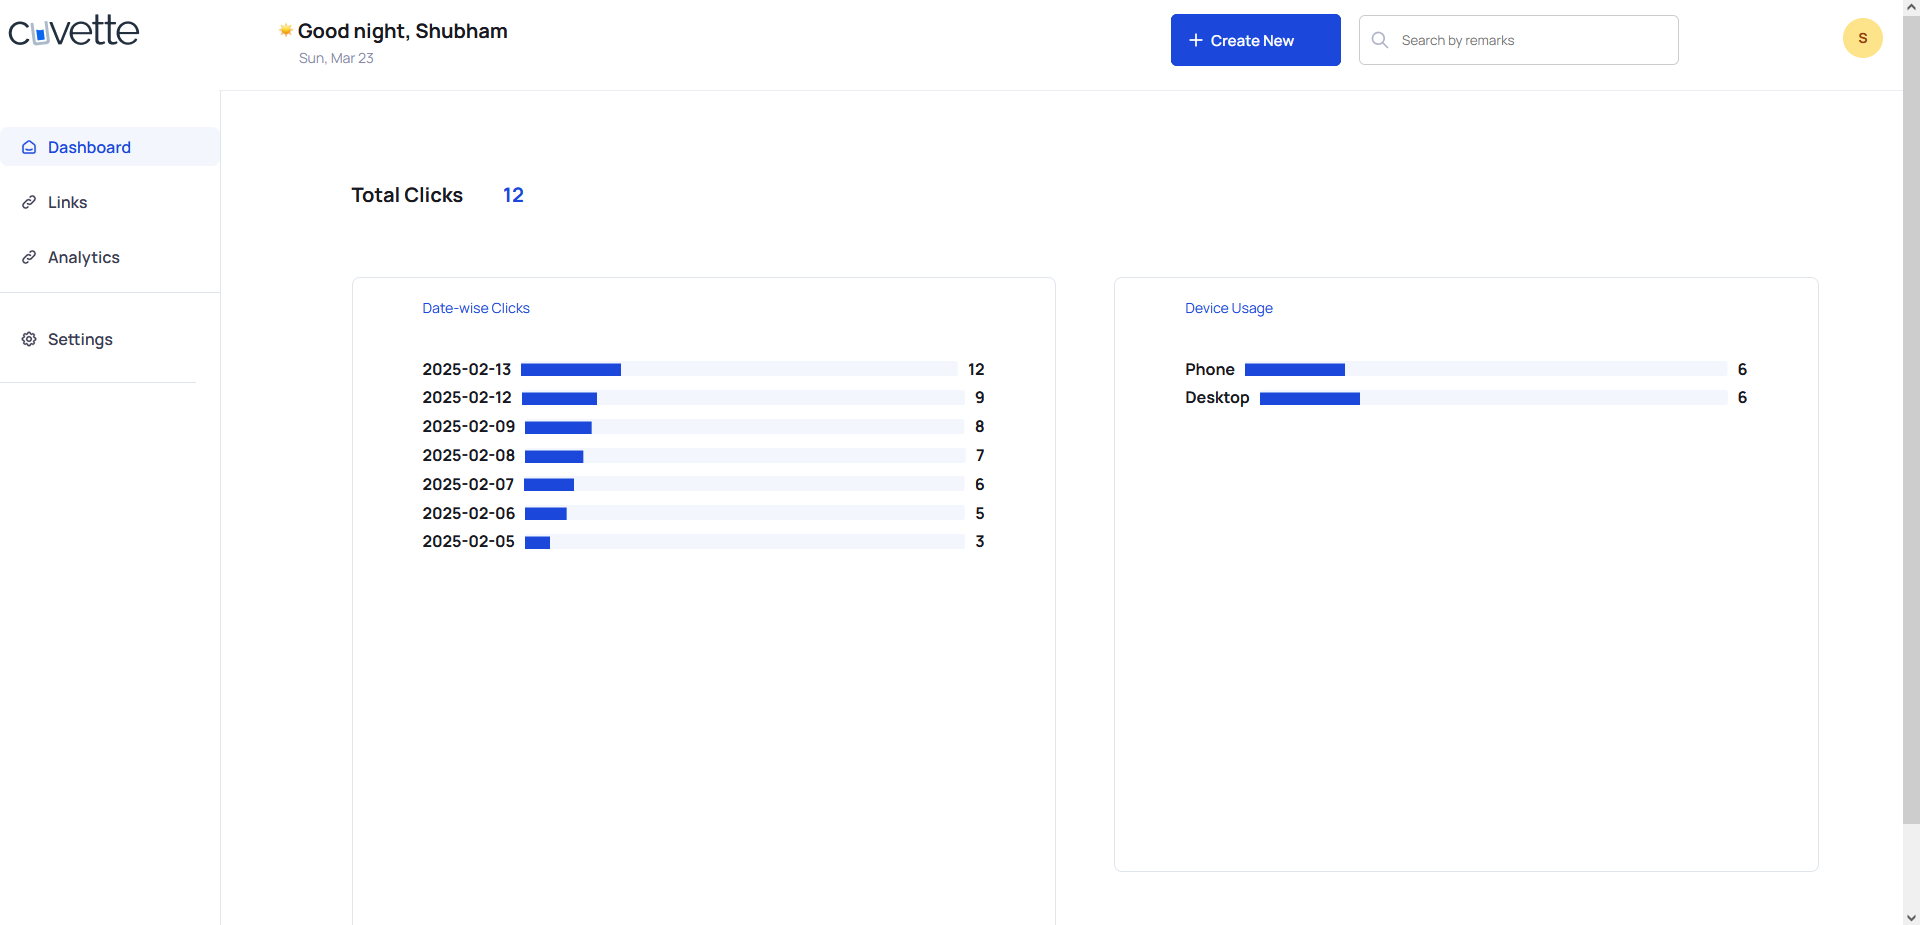 cuvette
Good night, Shubham
Sun, Mar 23
+ Create New
Search by remarks
S
Dashboard
Links
Analytics
Settings
Total Clicks 12
Date-wise Clicks
2025-02-13 12
2025-02-12 9
2025-02-09 8
2025-02-08 7
2025-02-07 6
2025-02-06 5
2025-02-05 3
Device Usage
Phone 6
Desktop 6